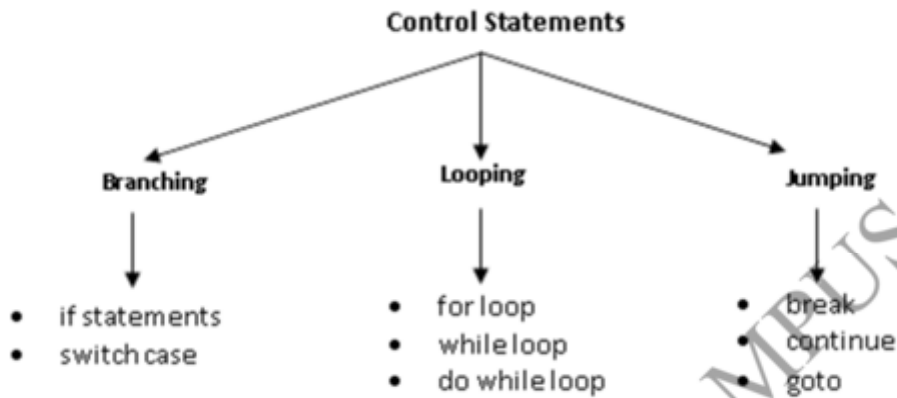 Control Statements
Branching
Looping
Jumping
• if statements
• switch case
• for loop
• while loop
• do while loop
• break
• continue
• goto
MPUS